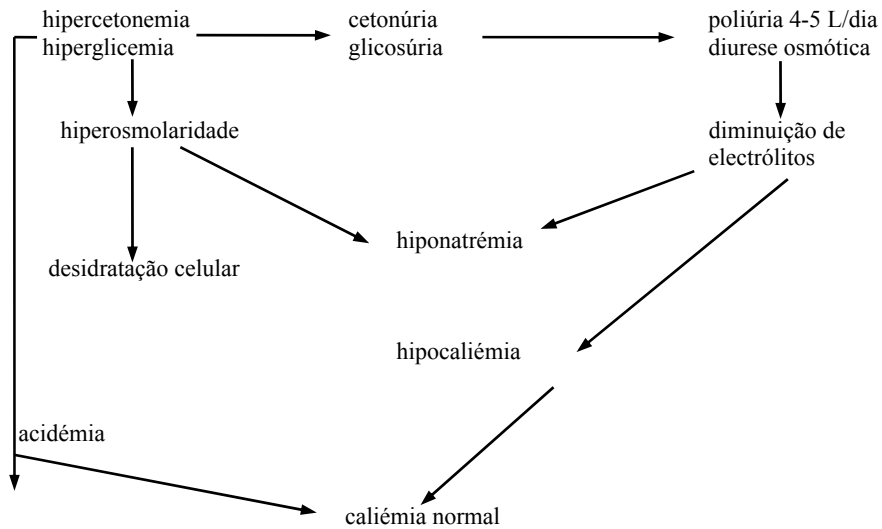 hipercetonemia
hiperglicemia
cetonúria
glicosúria
poliúria 4-5 L/dia
diurese osmótica
hiperosmolaridade
diminuição de
electrólitos
hiponatrémia
desidratação celular
hipocaliémia
acidémia
caliémia normal